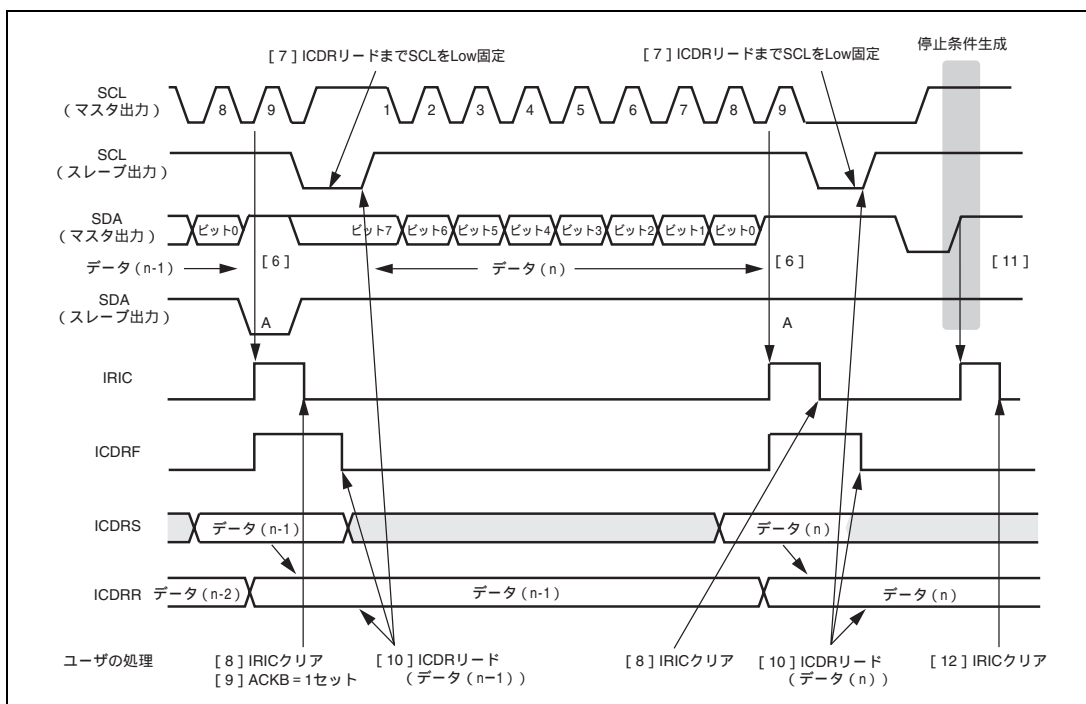 [ 7 ] ICDRリードまでSCLをLow固定
[ 7 ] ICDRリードまでSCLをLow固定
停止条件生成
SCL
（マスタ出力）
8
9
1
2
3
4
5
6
7
8
9
SCL
（スレーブ出力）
SDA
（マスタ出力）
ビット0
ビット7
ビット6
ビット5
ビット4
ビット3
ビット2
ビット1
ビット0
データ（n-1）
[ 6 ]
データ（n）
[ 6 ]
[ 11 ]
SDA
（スレーブ出力）
A
A
IRIC
ICDRF
ICDRS
データ（n-1）
データ（n）
ICDRR
データ（n-2）
データ（n-1）
データ（n）
ユーザの処理
[ 8 ] IRICクリア
[ 9 ] ACKB = 1セット
[ 10 ] ICDRリード
（データ（n−1））
[ 8 ] IRICクリア
[ 10 ] ICDRリード
（データ（n））
[ 12 ] IRICクリア